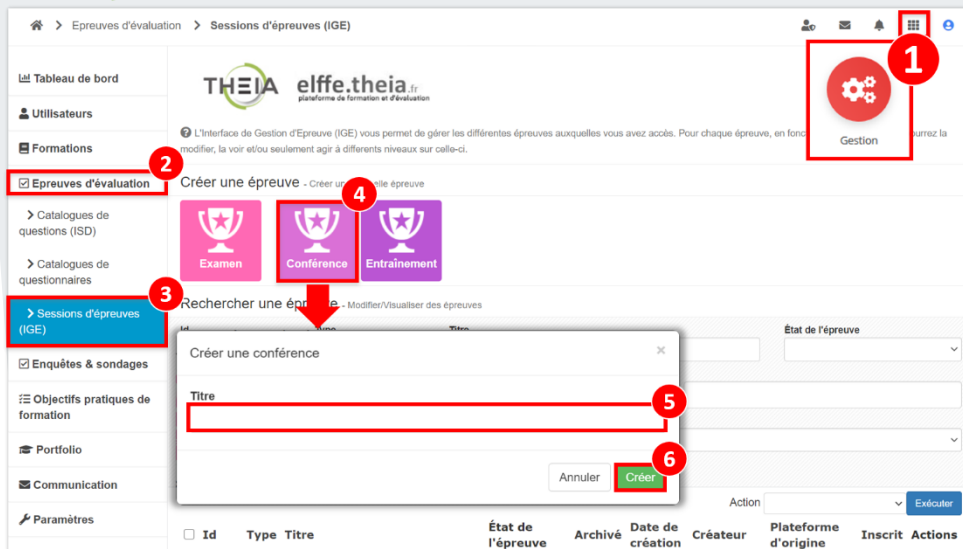 Epreuves d'évaluation > Sessions d'épreuves (IGE)
1
Gestion
Tableau de bord
Utilisateurs
Formations
2
Epreuves d'évaluation
> Catalogues de
questions (ISD)
> Catalogues de
questionnaires
3
> Sessions d'épreuves
(IGE)
Enquêtes & sondages
Objectifs pratiques de
formation
Portfolio
Communication
Paramètres
THEIA elffe.theia.fr
plateforme de formation et d'évaluation
L'Interface de Gestion d'Epreuve (IGE) vous permet de gérer les différentes épreuves auxquelles vous avez accés. Pour chaque épreuve, en fonc
modifier, la voir et/ou seulement agir à differents niveaux sur celle-ci.
Créer une épreuve - Créer un elle épreuve
4
Examen
Conférence
Entraînement
Rechercher une épr e - Modifier/Visualiser des épreuves
Titre
État de l'épreuve
Créer une conférence ×
Titre
5
6
Annuler
Créer
Action
Exécuter
Id Type Titre État de Archivé Date de Créateur Plateforme Inscrit Actions
l'épreuve création d'origine